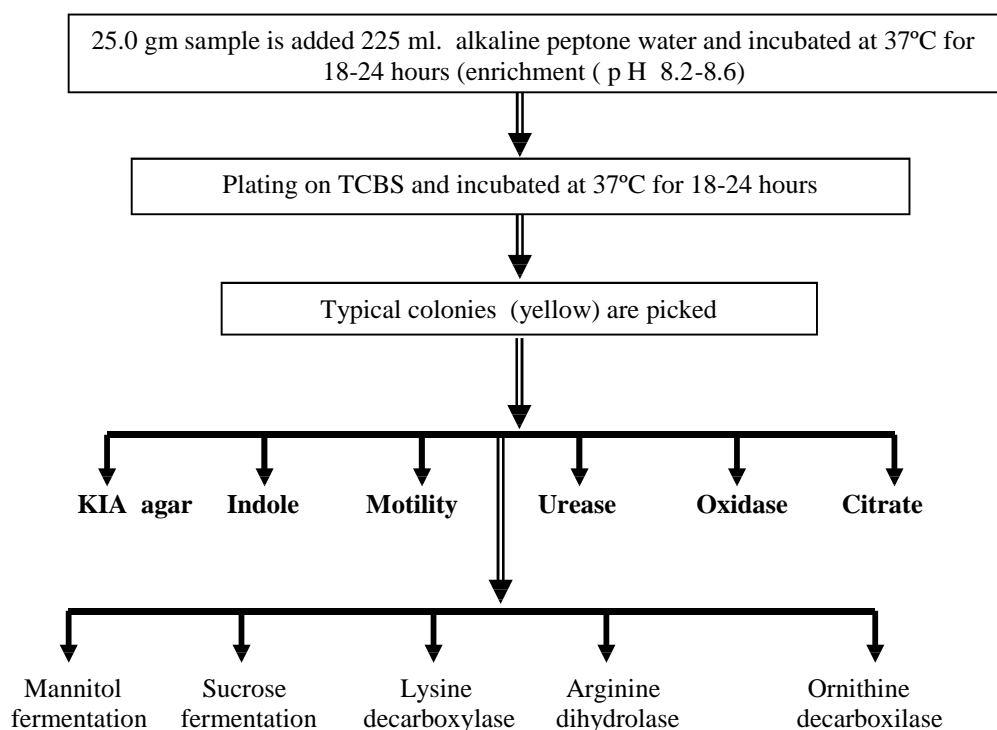 25.0 gm sample is added 225 ml. alkaline peptone water and incubated at 37ºC for
18-24 hours (enrichment ( p H 8.2-8.6)
Plating on TCBS and incubated at 37ºC for 18-24 hours
Typical colonies (yellow) are picked
KIA agar Indole Motility Urease Oxidase Citrate
Mannitol Sucrose Lysine Arginine Ornithine
fermentation fermentation decarboxylase dihydrolase decarboxilase